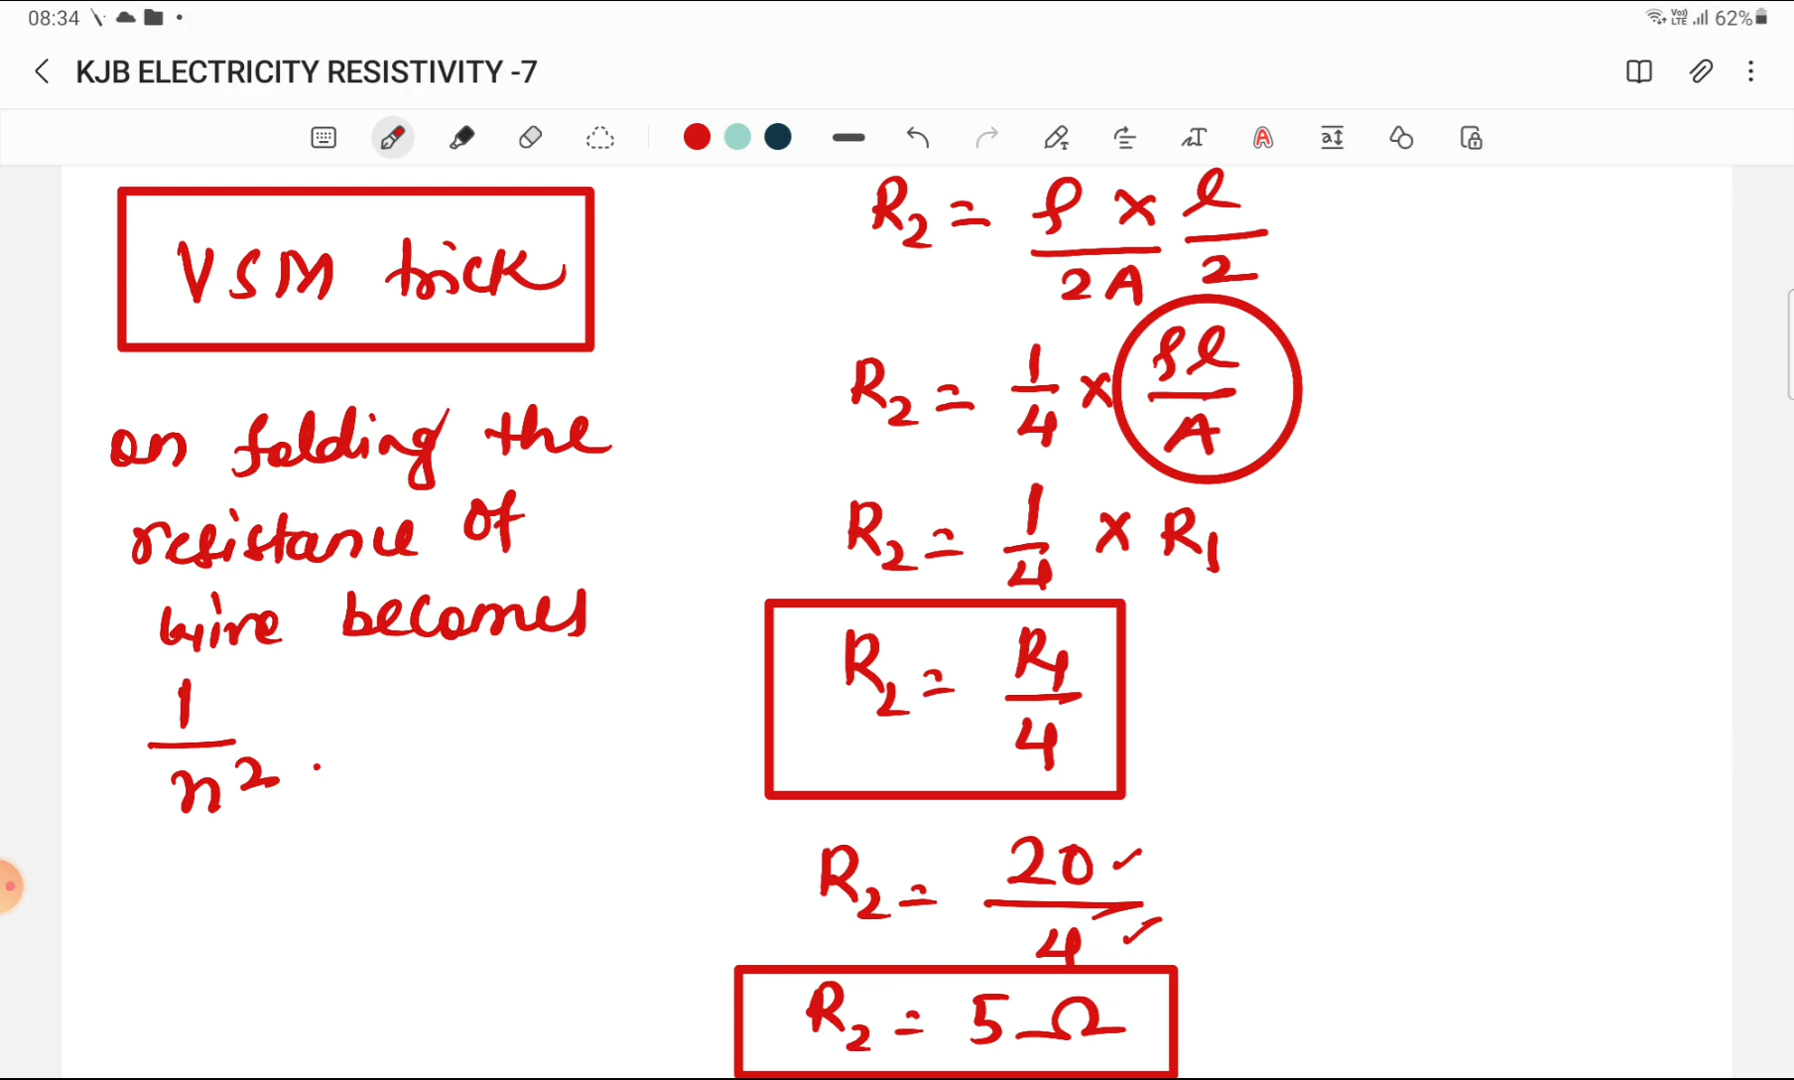 08:34 62%
KJB ELECTRICITY RESISTIVITY -7
VSM trick
on folding the
resistance of
wire becomes
1
n²
R₂ = ρ/2A × l/2
R₂ = 1/4 × ρl/A
R₂ = 1/4 × R₁
R₂ = R₁/4
R₂ = 20/4
R₂ = 5 Ω